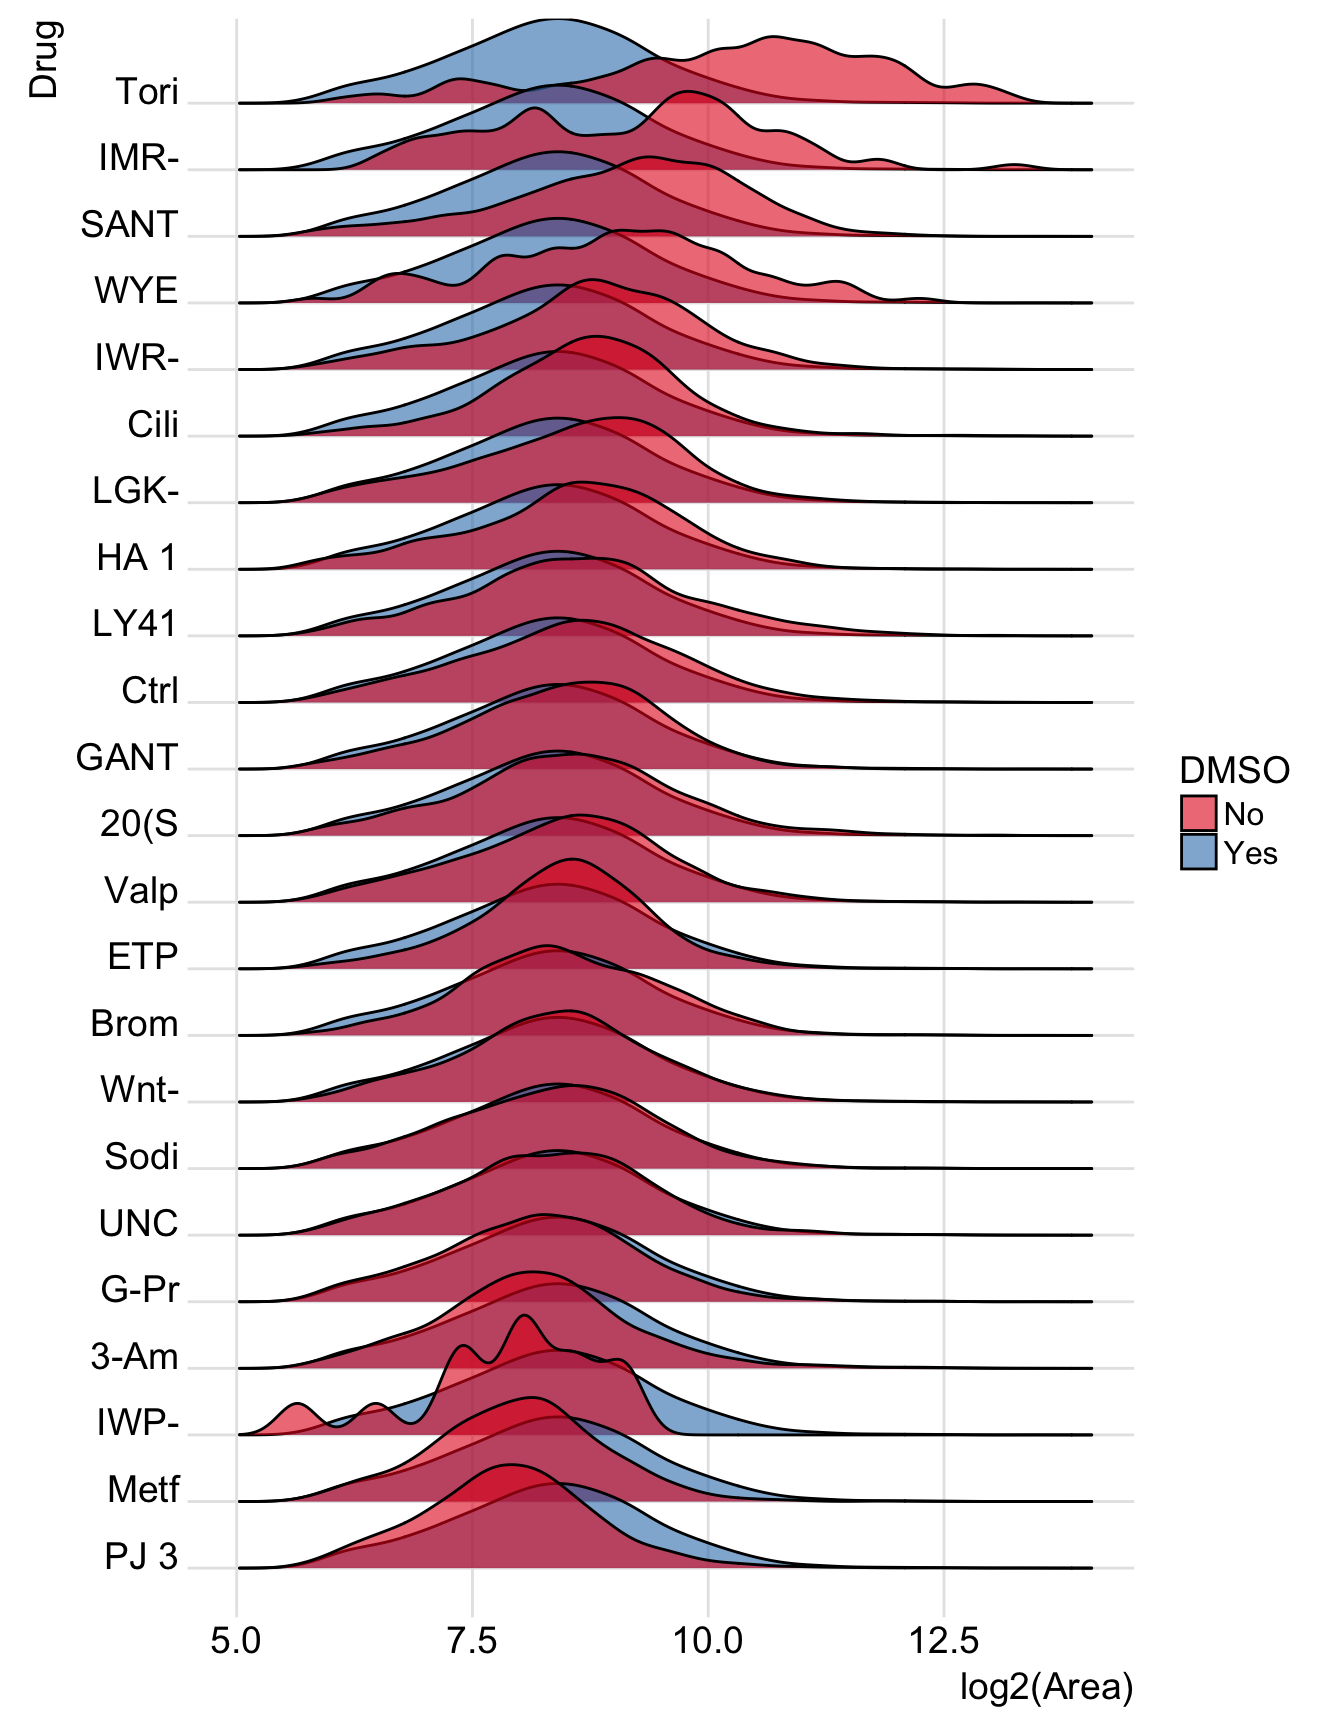 Drug
Tori
IMR-
SANT
WYE
IWR-
Cili
LGK-
HA 1
LY41
Ctrl
GANT
20(S
Valp
ETP
Brom
Wnt-
Sodi
UNC
G-Pr
3-Am
IWP-
Metf
PJ 3
5.0 7.5 10.0 12.5
log2(Area)
DMSO
No
Yes